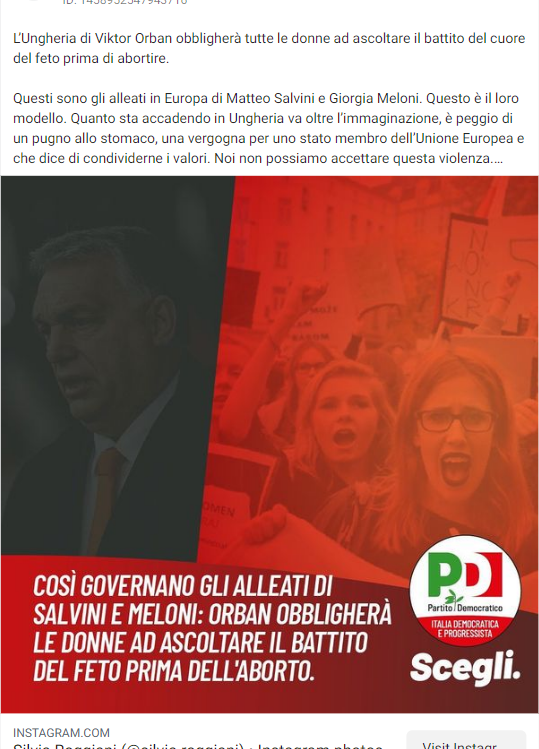 L'Ungheria di Viktor Orban obbligherà tutte le donne ad ascoltare il battito del cuore
del feto prima di abortire.
Questi sono gli alleati in Europa di Matteo Salvini e Giorgia Meloni. Questo è il loro
modello. Quanto sta accadendo in Ungheria va oltre l'immaginazione, è peggio di
un pugno allo stomaco, una vergogna per uno stato membro dell'Unione Europea e
che dice di condividerne i valori. Noi non possiamo accettare questa violenza....
COSÌ GOVERNANO GLI ALLEATI DI
SALVINI E MELONI: ORBAN OBBLIGHERÀ
LE DONNE AD ASCOLTARE IL BATTITO
DEL FETO PRIMA DELL'ABORTO.
PD
Partito Democratico
ITALIA DEMOCRATICA
E PROGRESSISTA
Scegli.
INSTAGRAM.COM
Visit Instagr